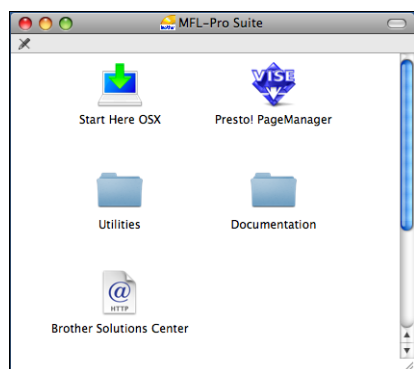 MFL-Pro Suite
Start Here OSX
VISE
Presto! PageManager
Utilities
Documentation
@
HTTP
Brother Solutions Center